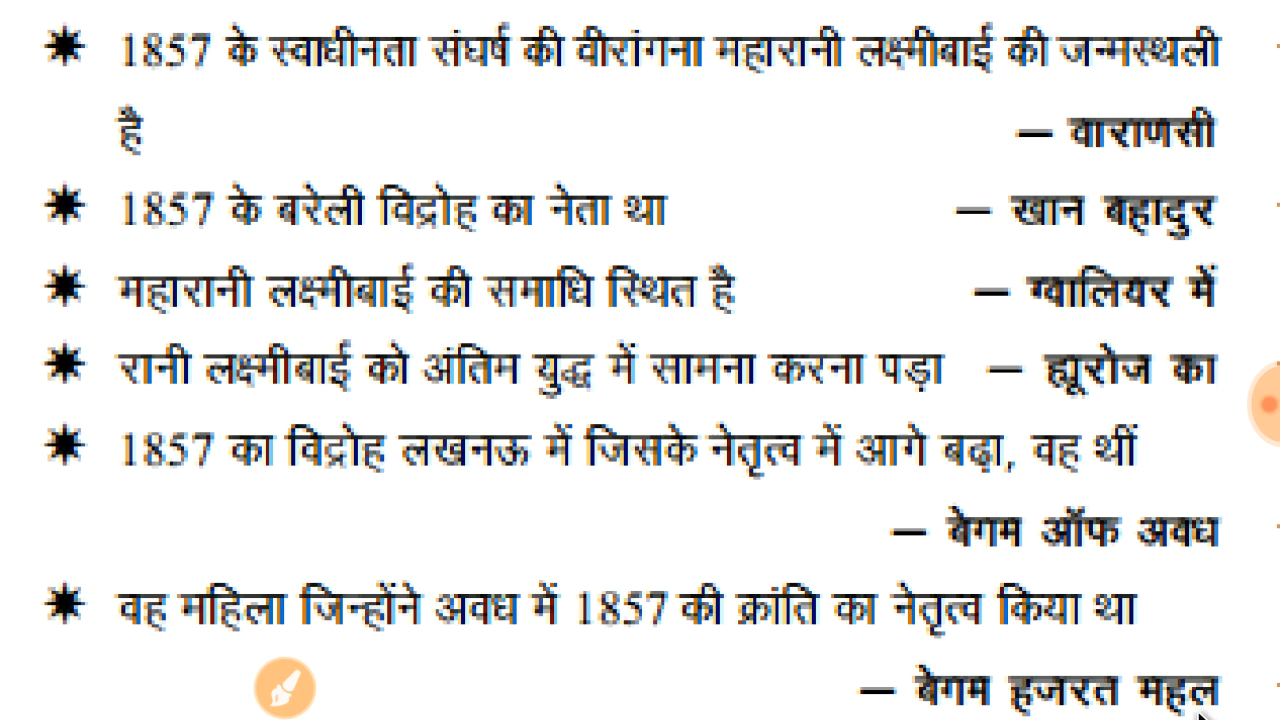 ✷ 1857 के स्वाधीनता संघर्ष की वीरांगना महारानी लक्ष्मीबाई की जन्मस्थली
है — वाराणसी
✷ 1857 के बरेली विद्रोह का नेता था — खान बहादुर
✷ महारानी लक्ष्मीबाई की समाधि स्थित है — ग्वालियर में
✷ रानी लक्ष्मीबाई को अंतिम युद्ध में सामना करना पड़ा — ह्यूरोज का
✷ 1857 का विद्रोह लखनऊ में जिसके नेतृत्व में आगे बढ़ा, वह थीं
— बेगम ऑफ अवध
✷ वह महिला जिन्होंने अवध में 1857 की क्रांति का नेतृत्व किया था
— बेगम हजरत महल